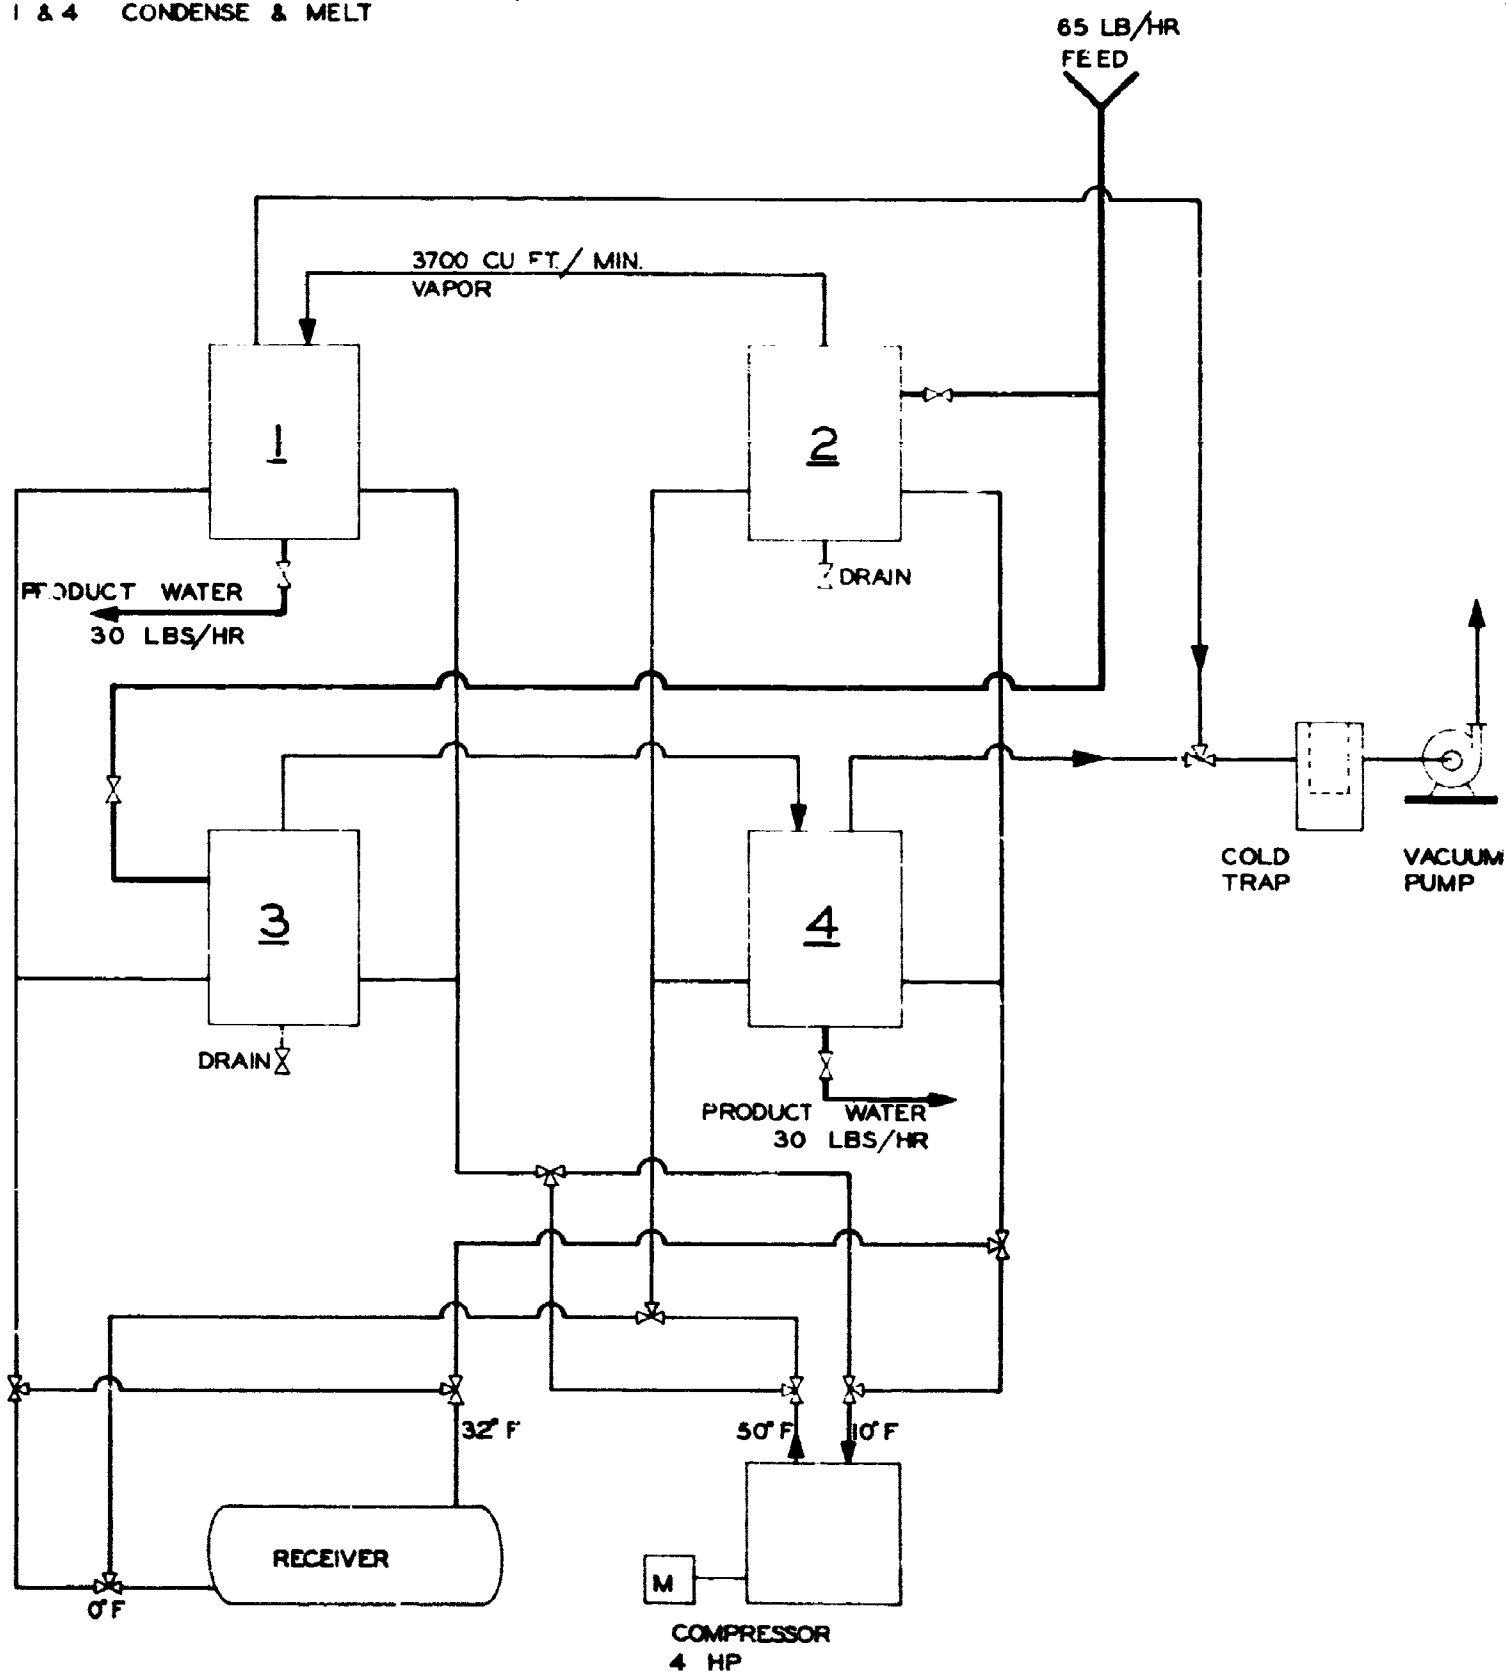 1 & 4 CONDENSE & MELT
65 LB/HR
FEED
3700 CU FT./ MIN.
VAPOR
1
2
DRAIN
PRODUCT WATER
30 LBS/HR
3
4
COLD
TRAP
VACUUM
PUMP
DRAIN
PRODUCT WATER
30 LBS/HR
32°F
50°F
10°F
RECEIVER
M
0°F
COMPRESSOR
4 HP